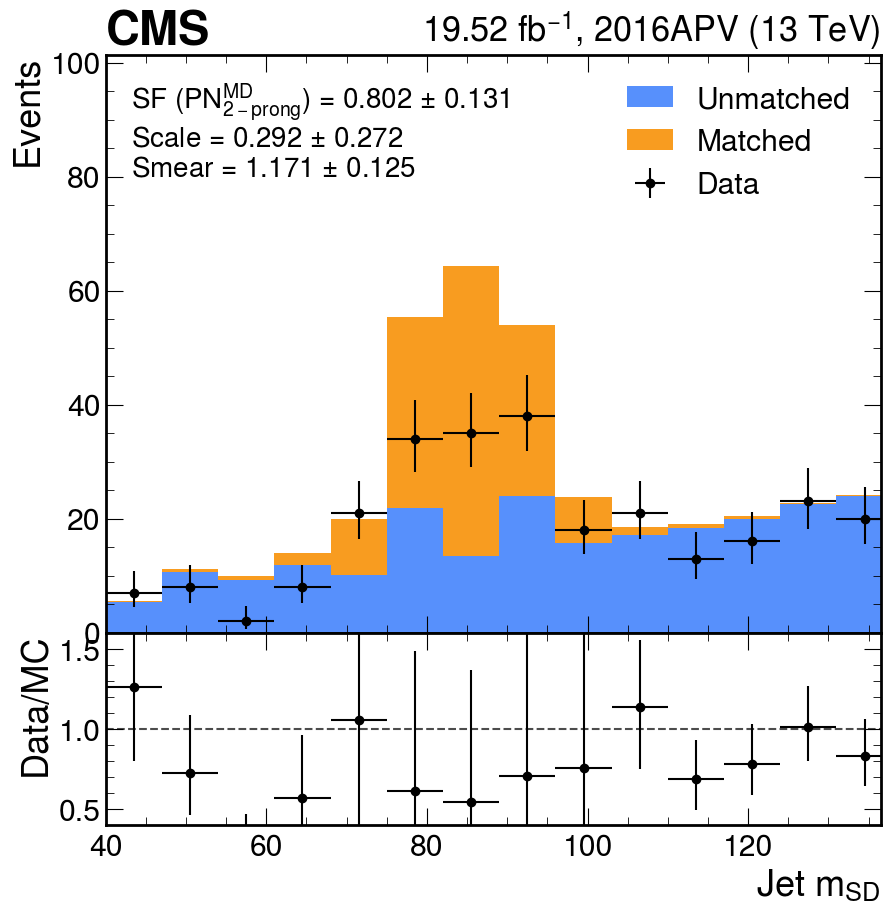 CMS 19.52 fb⁻¹, 2016APV (13 TeV)
Events
100
80
60
40
20
0
SF (PN^MD_2−prong) = 0.802 ± 0.131
Scale = 0.292 ± 0.272
Smear = 1.171 ± 0.125
Unmatched
Matched
Data
Data/MC
1.5
1.0
0.5
40 60 80 100 120
Jet m_SD